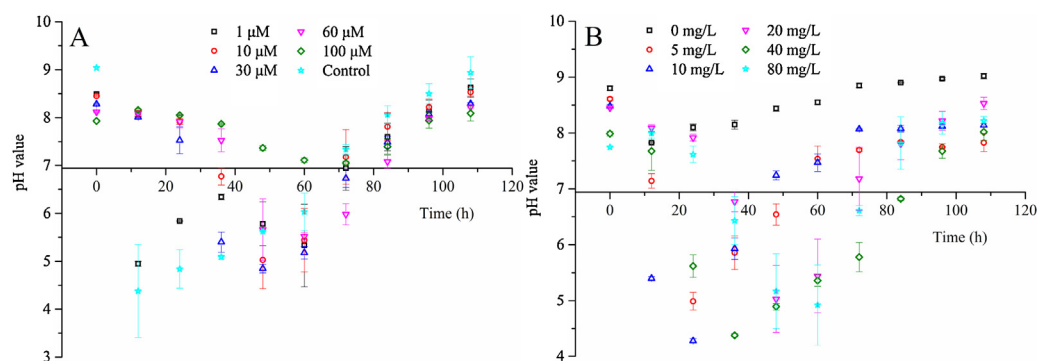 A
1 μM
10 μM
30 μM
60 μM
100 μM
Control
pH value
10
9
8
7
6
5
4
3
0
20
40
60
80
100
120
Time (h)
B
0 mg/L
5 mg/L
10 mg/L
20 mg/L
40 mg/L
80 mg/L
pH value
10
9
8
7
6
5
4
0
20
40
60
80
100
120
Time (h)